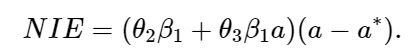 NIE = (θ₂β₁ + θ₃β₁a)(a − a*).